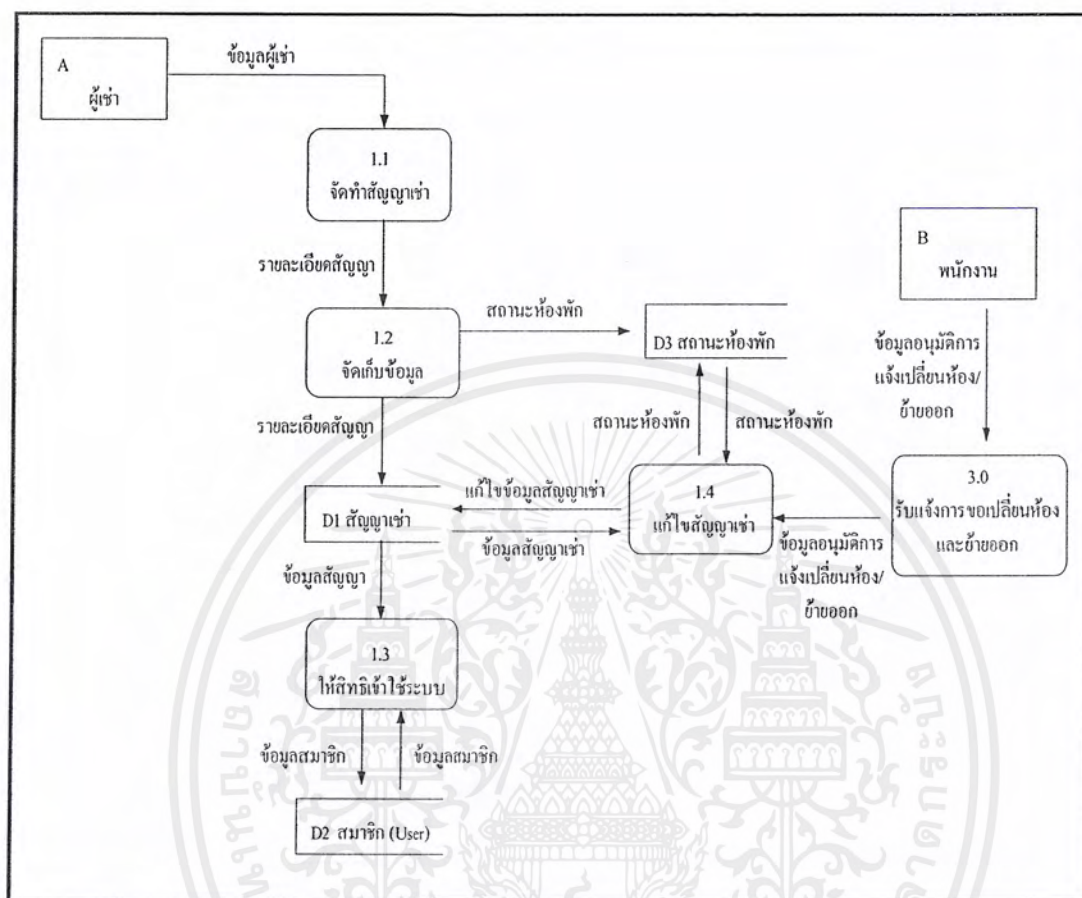 A
ผู้เช่า
ข้อมูลผู้เช่า
1.1
จัดทำสัญญาเช่า
รายละเอียดสัญญา
B
พนักงาน
1.2
จัดเก็บข้อมูล
สถานะห้องพัก
D3 สถานะห้องพัก
ข้อมูลอนุมัติการ
แจ้งเปลี่ยนห้อง/
ย้ายออก
รายละเอียดสัญญา
สถานะห้องพัก
สถานะห้องพัก
D1 สัญญาเช่า
แก้ไขข้อมูลสัญญาเช่า
ข้อมูลสัญญาเช่า
1.4
แก้ไขสัญญาเช่า
3.0
รับแจ้งการขอเปลี่ยนห้อง
และย้ายออก
ข้อมูลอนุมัติการ
แจ้งเปลี่ยนห้อง/
ย้ายออก
ข้อมูลสัญญา
1.3
ให้สิทธิเข้าใช้ระบบ
ข้อมูลสมาชิก
ข้อมูลสมาชิก
D2 สมาชิก (User)